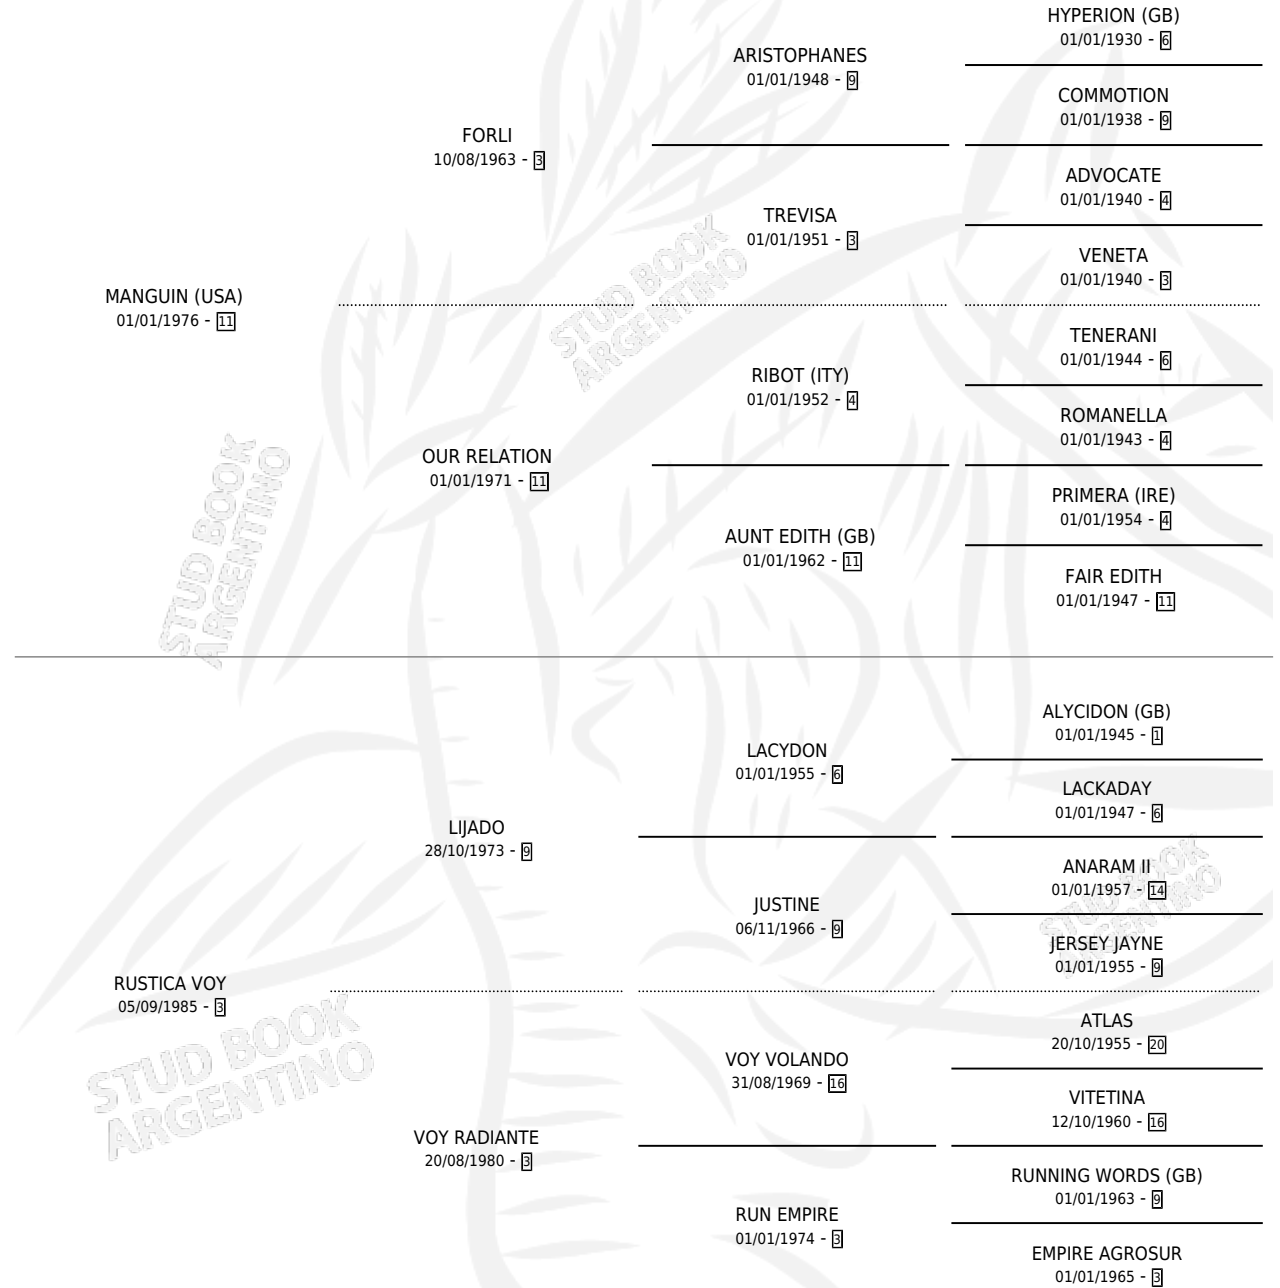 HYPERION (GB)
01/01/1930 - 6
ARISTOPHANES
01/01/1948 - 9
COMMOTION
01/01/1938 - 9
FORLI
10/08/1963 - 3
ADVOCATE
01/01/1940 - 4
TREVISA
01/01/1951 - 3
VENETA
01/01/1940 - 3
MANGUIN (USA)
01/01/1976 - 11
TENERANI
01/01/1944 - 6
RIBOT (ITY)
01/01/1952 - 4
ROMANELLA
01/01/1943 - 4
OUR RELATION
01/01/1971 - 11
PRIMERA (IRE)
01/01/1954 - 4
AUNT EDITH (GB)
01/01/1962 - 11
FAIR EDITH
01/01/1947 - 11
STUD BOOK
ARGENTINO
STUD BOOK
ARGENTINO
ALYCIDON (GB)
01/01/1945 - 1
LACYDON
01/01/1955 - 6
LACKADAY
01/01/1947 - 6
LIJADO
28/10/1973 - 9
ANARAM II
01/01/1957 - 14
JUSTINE
06/11/1966 - 9
JERSEY JAYNE
01/01/1955 - 9
STUD BOOK
ARGENTINO
RUSTICA VOY
05/09/1985 - 3
ATLAS
20/10/1955 - 20
VOY VOLANDO
31/08/1969 - 16
VITETINA
12/10/1960 - 16
STUD BOOK
ARGENTINO
VOY RADIANTE
20/08/1980 - 3
RUNNING WORDS (GB)
01/01/1963 - 9
RUN EMPIRE
01/01/1974 - 3
EMPIRE AGROSUR
01/01/1965 - 3